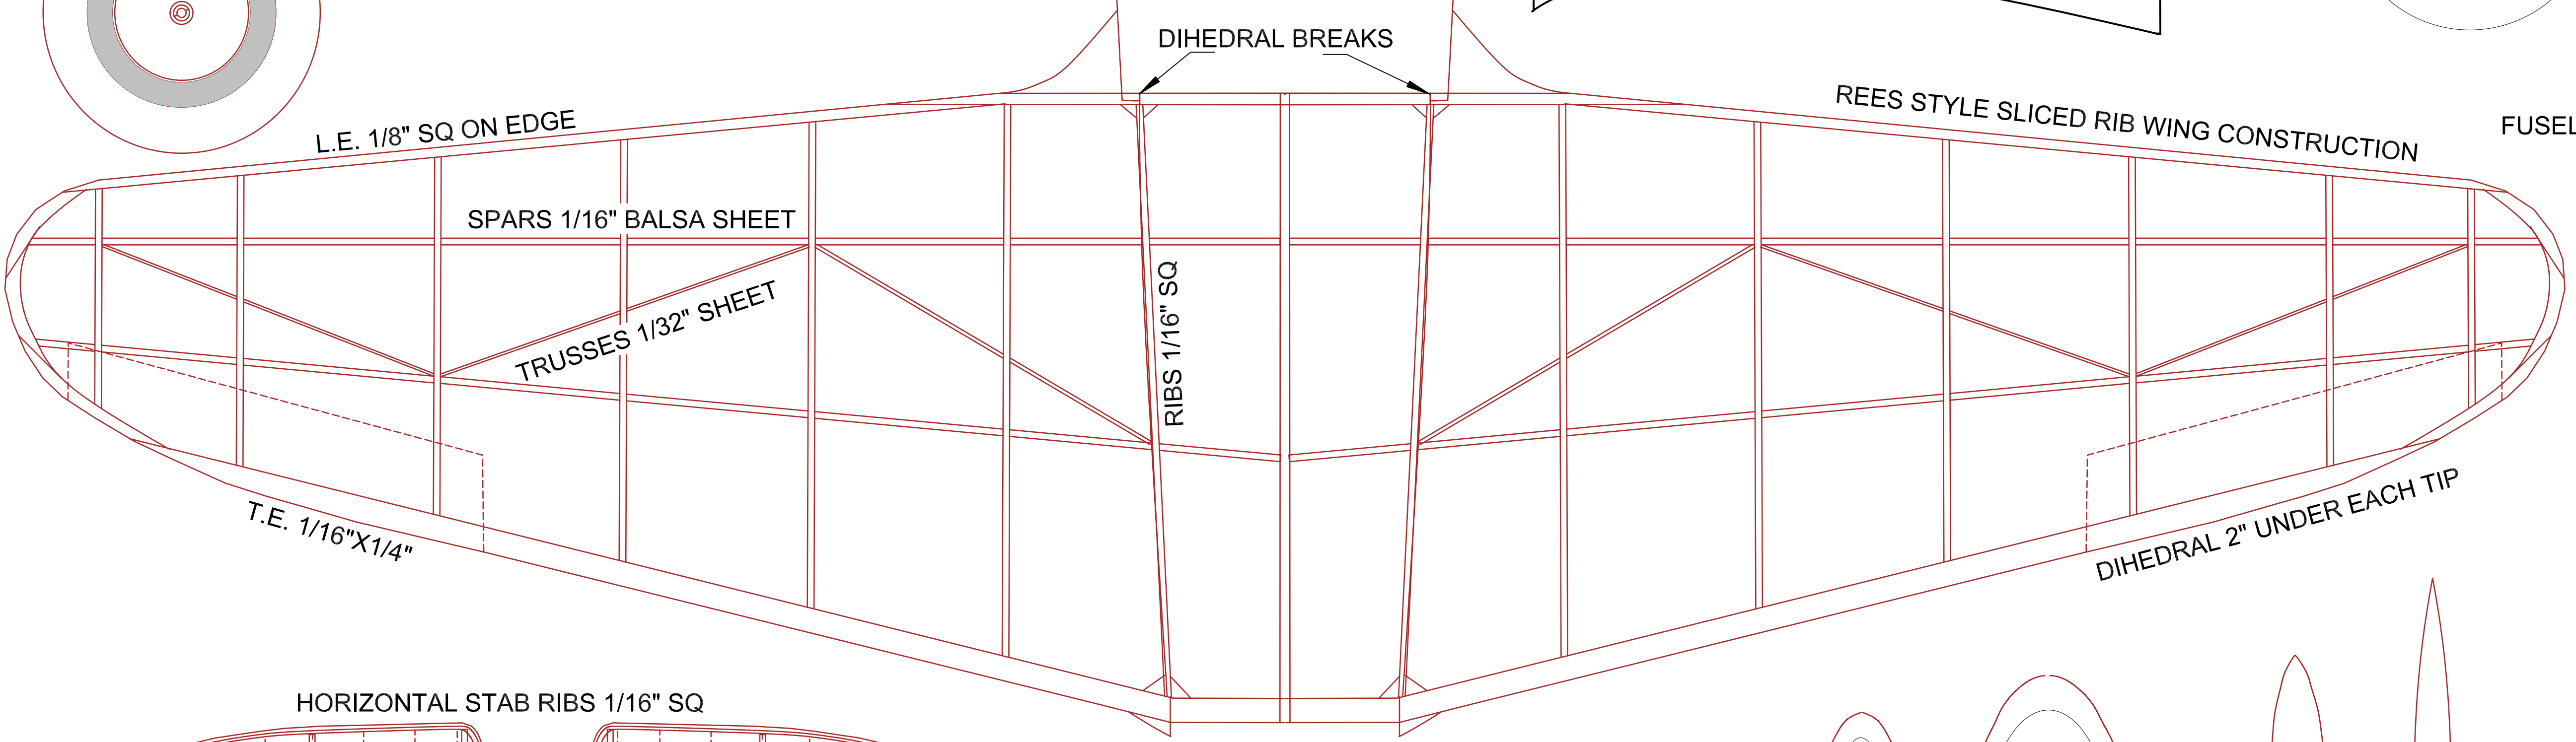 DIHEDRAL BREAKS
L.E. 1/8" SQ ON EDGE
REES STYLE SLICED RIB WING CONSTRUCTION
FUSEL
SPARS 1/16" BALSA SHEET
TRUSSES 1/32" SHEET
RIBS 1/16" SQ
T.E. 1/16"X1/4"
DIHEDRAL 2" UNDER EACH TIP
HORIZONTAL STAB RIBS 1/16" SQ